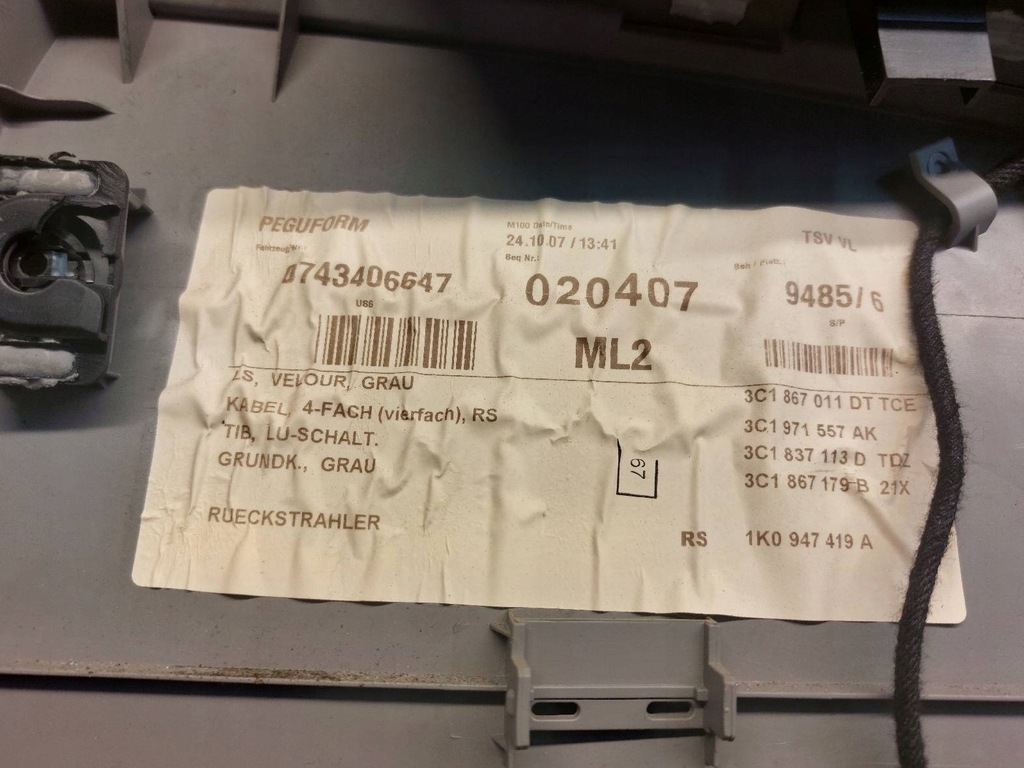 PEGUFORM
M100 Dath/Time
24.10.07 / 13:41
TSV VL
Seq Nr.:
0743406647
020407
9485/6
USS
S/P
ML2
ZS, VELOUR, GRAU
3C1 867 011 DT TCE
KABEL, 4-FACH (vierfach), RS
3C1 971 557 AK
TIB, LU-SCHALT.
3C1 837 113 D TDZ
GRUNDK., GRAU
3C1 867 179 B 21X
67
RUECKSTRAHLER
RS 1K0 947 419 A